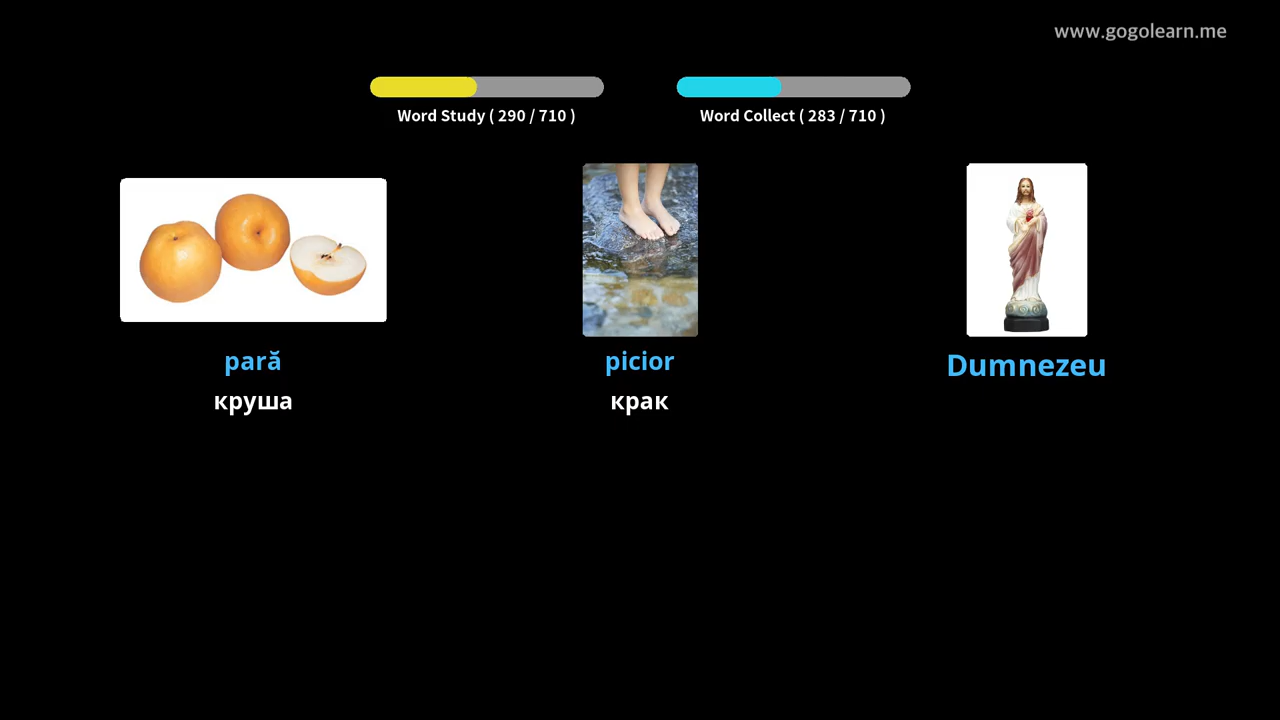 www.gogolearn.me
Word Study ( 290 / 710 )
Word Collect ( 283 / 710 )
pară
picior
Dumnezeu
круша
крак